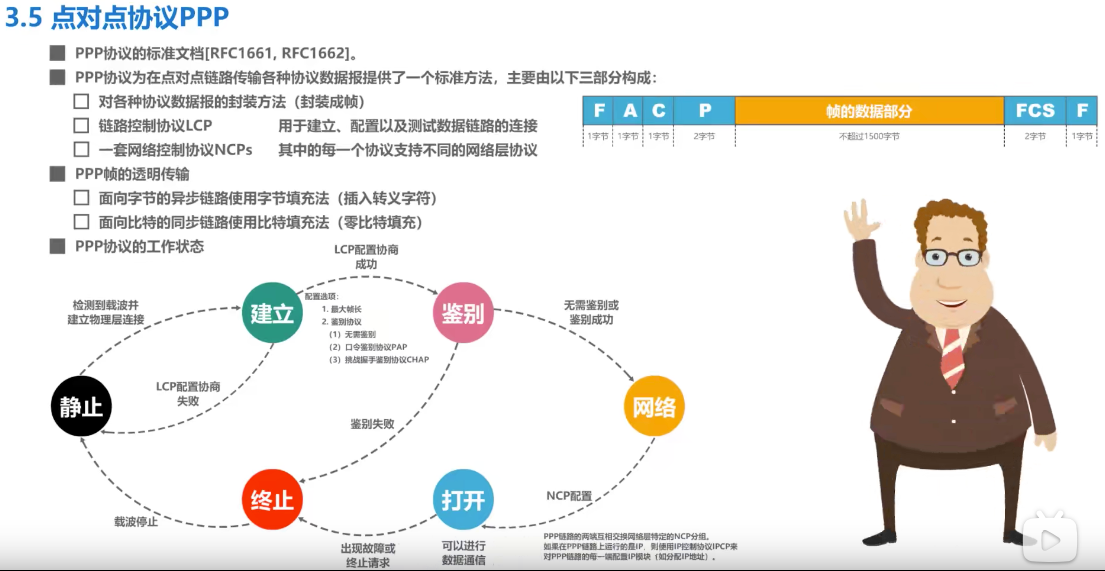 3.5 点对点协议PPP
PPP协议的标准文档[RFC1661, RFC1662]。
PPP协议为在点对点链路传输各种协议数据报提供了一个标准方法，主要由以下三部分构成：
对各种协议数据报的封装方法（封装成帧）
链路控制协议LCP 用于建立、配置以及测试数据链路的连接
一套网络控制协议NCPs 其中的每一个协议支持不同的网络层协议
F A C P 帧的数据部分 FCS F
1字节 1字节 1字节 2字节 不超过1500字节 2字节 1字节
PPP帧的透明传输
面向字节的异步链路使用字节填充法（插入转义字符）
面向比特的同步链路使用比特填充法（零比特填充）
PPP协议的工作状态
LCP配置协商
成功
检测到载波并
建立物理层连接
建立
配置选项：
1. 最大帧长
2. 鉴别协议
（1）无需鉴别
（2）口令鉴别协议PAP
（3）挑战握手鉴别协议CHAP
鉴别
无需鉴别或
鉴别成功
LCP配置协商
失败
静止
鉴别失败
网络
终止
打开
NCP配置
载波停止
出现故障或
终止请求
可以进行
数据通信
PPP链路的两端互相交换网络层特定的NCP分组。
如果在PPP链路上运行的是IP，则使用IP控制协议IPCP来
对PPP链路的每一端配置IP模块（如分配IP地址）。